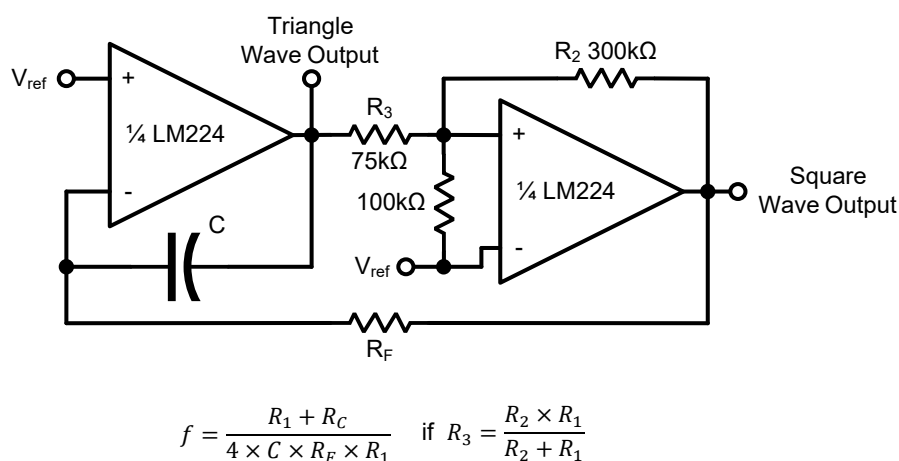 Triangle
Wave Output
R2 300kΩ
Vref
+
R3
+
¼ LM224
75kΩ
¼ LM224
-
100kΩ
Square
Wave Output
C
-
Vref
RF
f = (R1 + RC) / (4 × C × RF × R1) if R3 = (R2 × R1) / (R2 + R1)